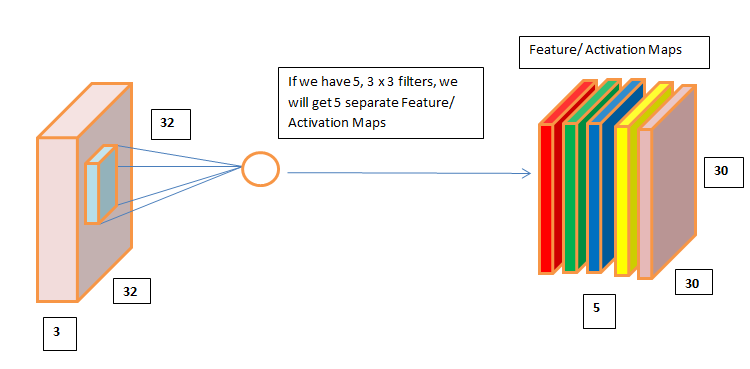 Feature/ Activation Maps
If we have 5, 3 x 3 filters, we
will get 5 separate Feature/
Activation Maps
32
32
3
30
30
5